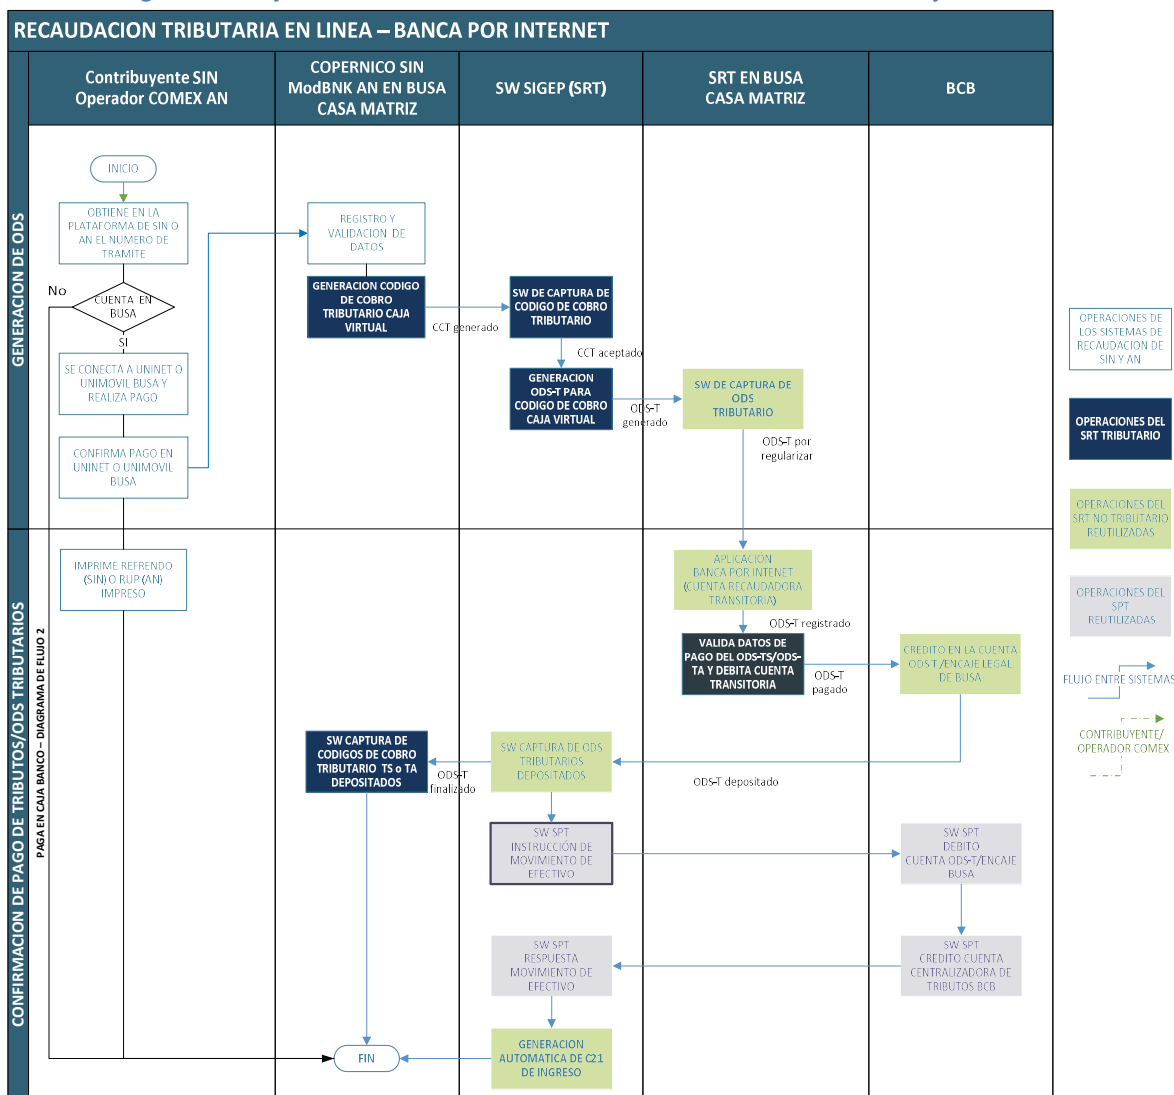 RECAUDACION TRIBUTARIA EN LINEA – BANCA POR INTERNET
Contribuyente SIN
Operador COMEX AN
COPERNICO SIN
ModBNK AN EN BUSA
CASA MATRIZ
SW SIGEP (SRT)
SRT EN BUSA
CASA MATRIZ
BCB
GENERACION DE ODS
INICIO
OBTIENE EN LA
PLATAFORMA DE SIN O
AN EL NUMERO DE
TRAMITE
No
CUENTA EN
BUSA
SI
SE CONECTA A UNINET O
UNIMOVIL BUSA Y
REALIZA PAGO
CONFIRMA PAGO EN
UNINET O UNIMOVIL
BUSA
REGISTRO Y
VALIDACION DE
DATOS
GENERACION CODIGO
DE COBRO
TRIBUTARIO CAJA
VIRTUAL
CCT generado
SW DE CAPTURA DE
CODIGO DE COBRO
TRIBUTARIO
CCT aceptado
GENERACION
ODS-T PARA
CODIGO DE COBRO
CAJA VIRTUAL
ODS-T
generado
SW DE CAPTURA DE
ODS
TRIBUTARIO
ODS-T por
regularizar
CONFIRMACION DE PAGO DE TRIBUTOS/ODS TRIBUTARIOS
PAGA EN CAJA BANCO – DIAGRAMA DE FLUJO 2
IMPRIME REFRENDO
(SIN) O RUP (AN)
IMPRESO
APLICACIÓN
BANCA POR INTENET
(CUENTA RECAUDADORA
TRANSITORIA)
ODS-T registrado
VALIDA DATOS DE
PAGO DEL ODS-TS/ODS-
TA Y DEBITA CUENTA
TRANSITORIA
ODS-T
pagado
CREDITO EN LA CUENTA
ODS T /ENCAJE LEGAL
DE BUSA
ODS-T depositado
SW CAPTURA DE ODS
TRIBUTARIOS
DEPOSITADOS
ODS-T
finalizado
SW CAPTURA DE
CODIGOS DE COBRO
TRIBUTARIO TS o TA
DEPOSITADOS
SW SPT
INSTRUCCIÓN DE
MOVIMIENTO DE
EFECTIVO
SW SPT
DEBITO
CUENTA ODS-T/ENCAJE
BUSA
SW SPT
CREDITO CUENTA
CENTRALIZADORA DE
TRIBUTOS BCB
SW SPT
RESPUESTA
MOVIMIENTO DE
EFECTIVO
GENERACION
AUTOMATICA DE C21
DE INGRESO
FIN
OPERACIONES DE
LOS SISTEMAS DE
RECAUDACION DE
SIN Y AN
OPERACIONES DEL
SRT TRIBUTARIO
OPERACIONES DEL
SRT NO TRIBUTARIO
REUTILIZADAS
OPERACIONES DEL
SPT
REUTILIZADAS
FLUJO ENTRE SISTEMAS
CONTRIBUYENTE/
OPERADOR COMEX